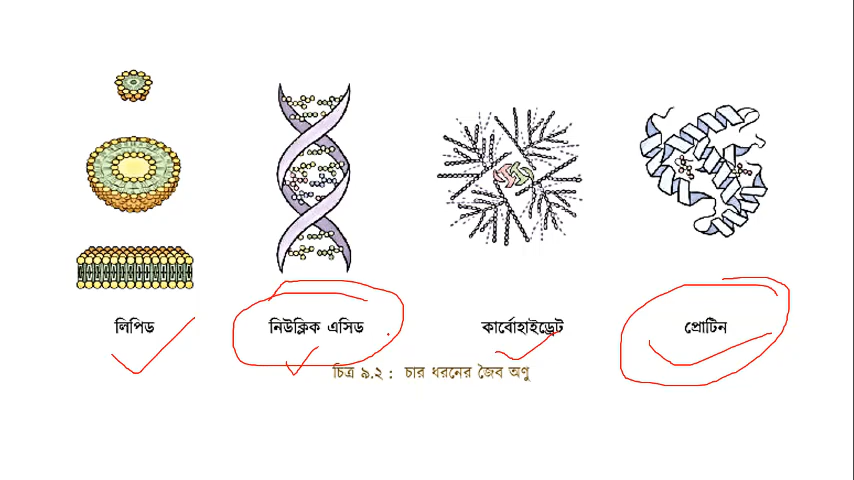 লিপিড নিউক্লিক এসিড কার্বোহাইড্রেট প্রোটিন
চিত্র ৯.২ : চার ধরনের জৈব অণু